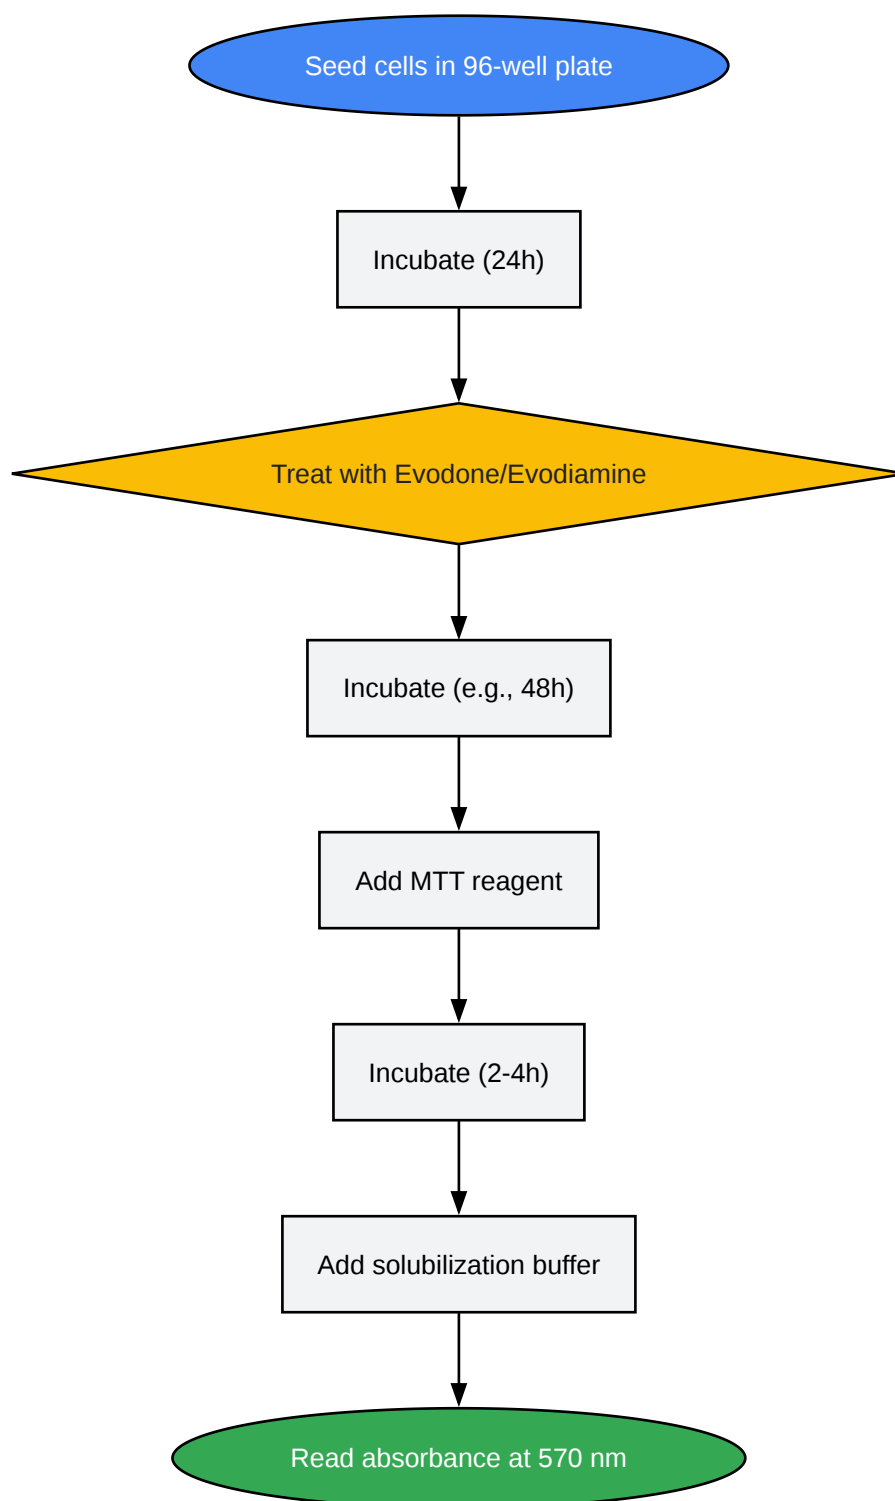 Seed cells in 96-well plate
Incubate (24h)
Treat with Evodone/Evodiamine
Incubate (e.g., 48h)
Add MTT reagent
Incubate (2-4h)
Add solubilization buffer
Read absorbance at 570 nm